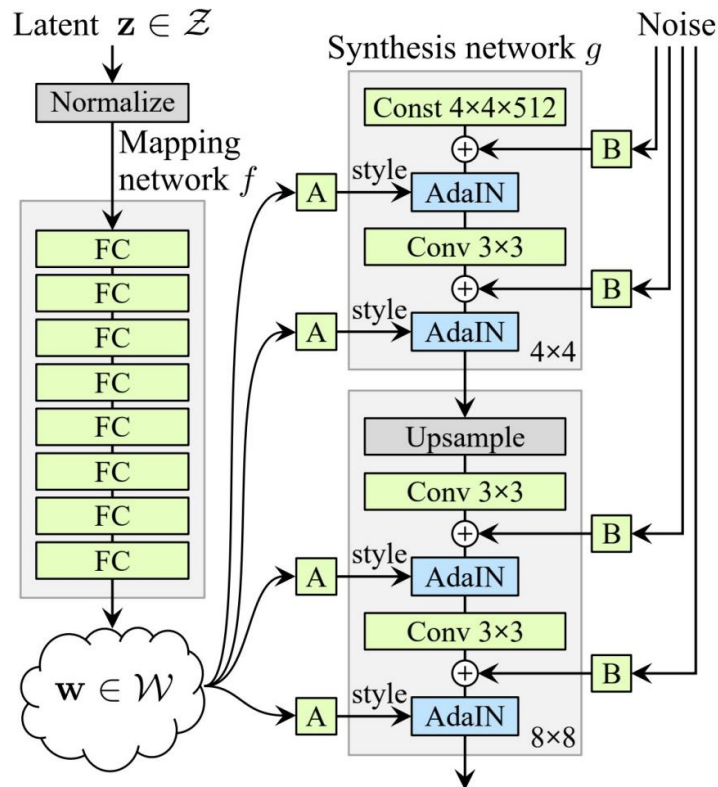 Latent z ∈ 𝒵
Normalize
Mapping
network f
FC
FC
FC
FC
FC
FC
FC
FC
w ∈ 𝒲
Synthesis network g
Noise
Const 4×4×512
B
A
style
AdaIN
Conv 3×3
B
A
style
AdaIN
4×4
Upsample
Conv 3×3
B
A
style
AdaIN
Conv 3×3
B
A
style
AdaIN
8×8